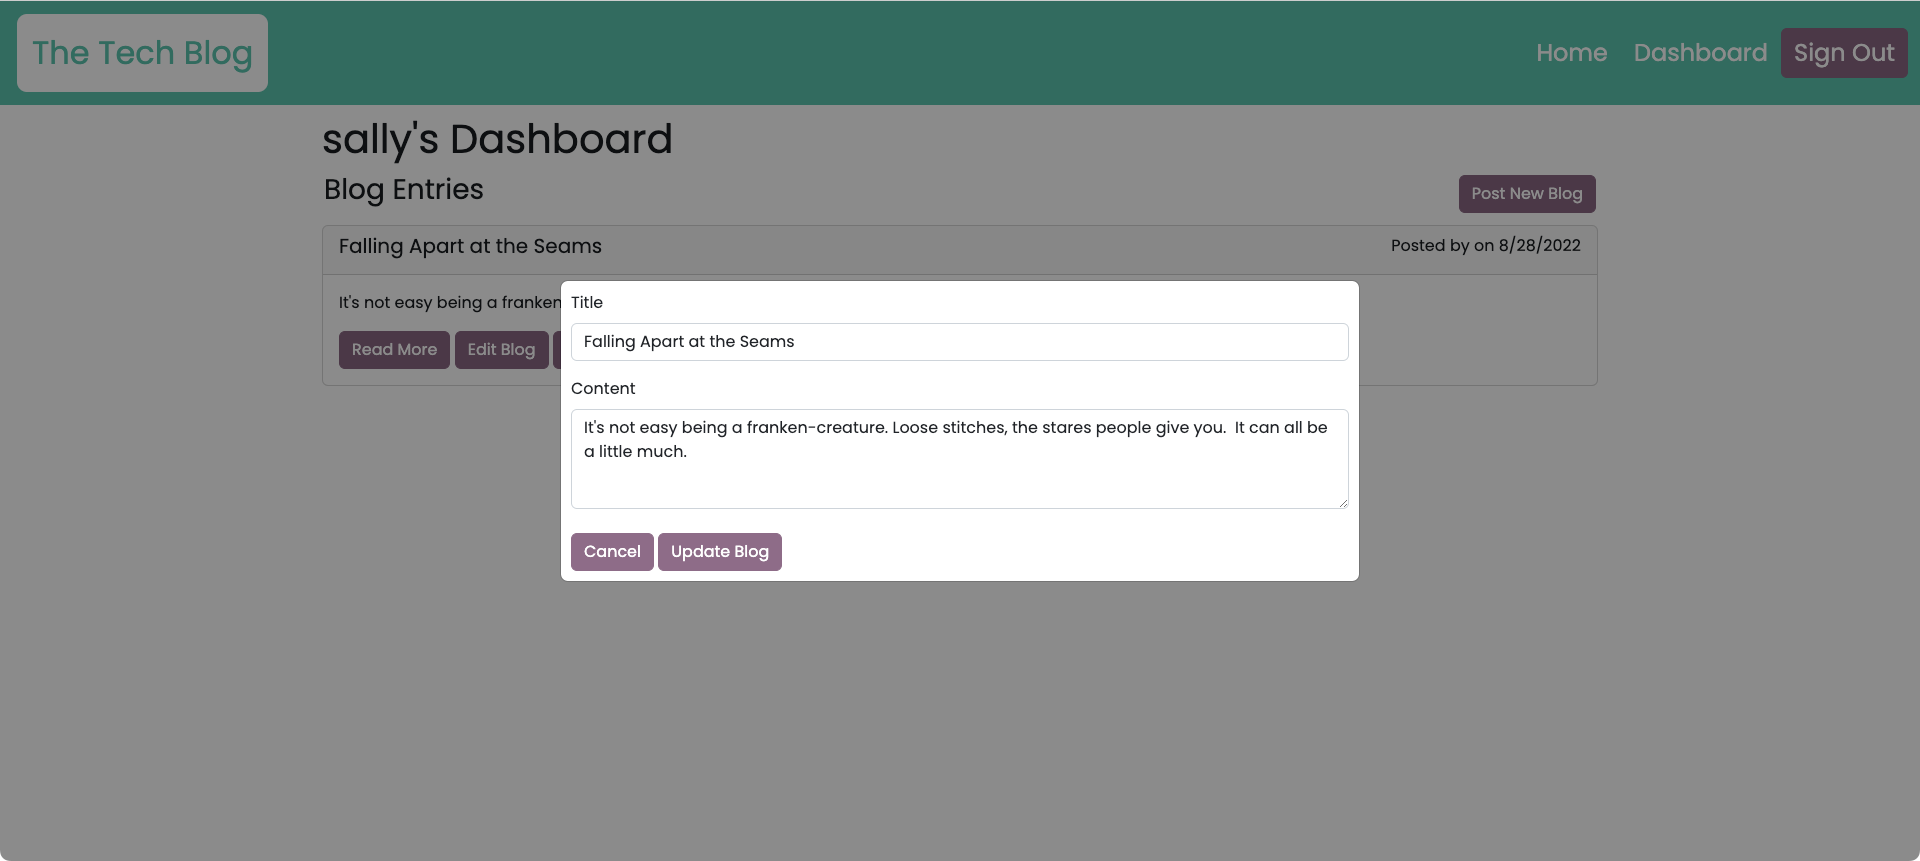 The Tech Blog
Home Dashboard Sign Out
sally's Dashboard
Blog Entries
Post New Blog
Falling Apart at the Seams
Posted by on 8/28/2022
It's not easy being a franken
Read More Edit Blog
Title
Falling Apart at the Seams
Content
It's not easy being a franken-creature. Loose stitches, the stares people give you.  It can all be
a little much.
Cancel Update Blog